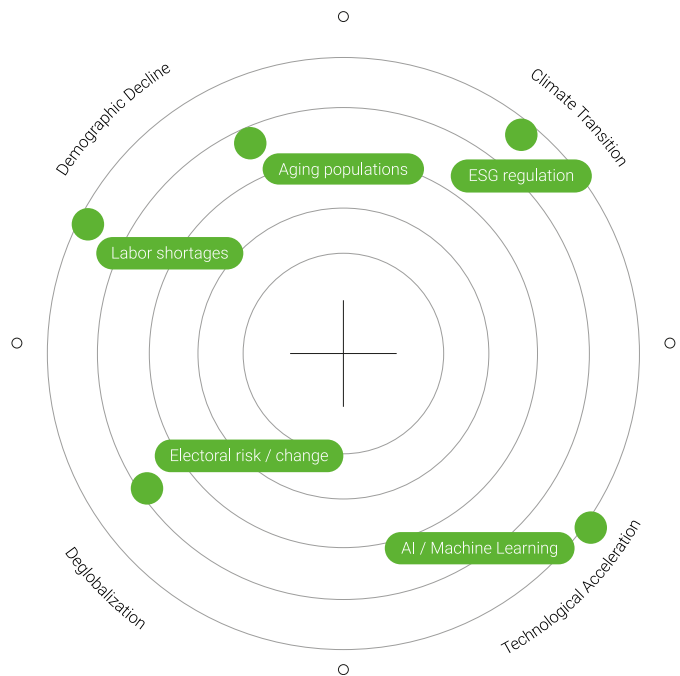 Demographic Decline
Climate Transition
Aging populations
ESG regulation
Labor shortages
Electoral risk / change
AI / Machine Learning
Deglobalization
Technological Acceleration